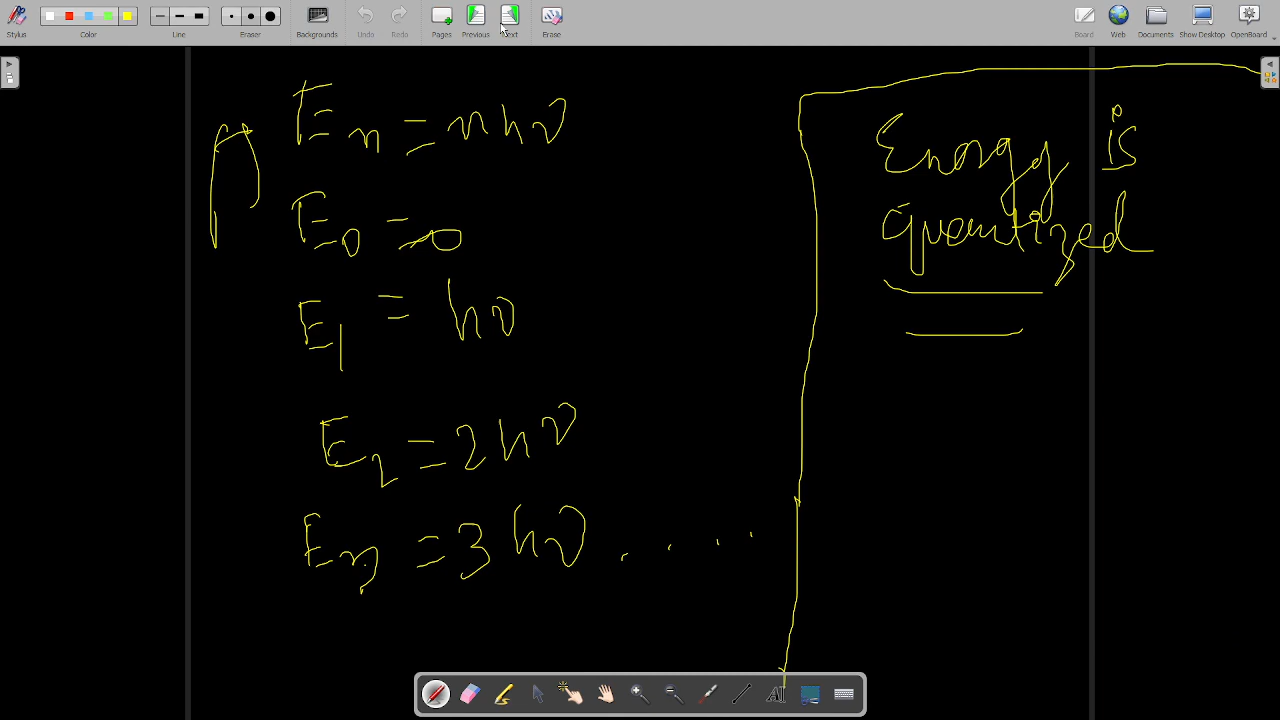 Stylus Color Line Eraser Backgrounds Undo Redo Pages Previous Next Erase Board Web Documents Show Desktop OpenBoard
Eₙ = nhν
E₀ = 0
E₁ = hν
E₂ = 2hν
E₃ = 3hν . . . .
Energy is
quantized